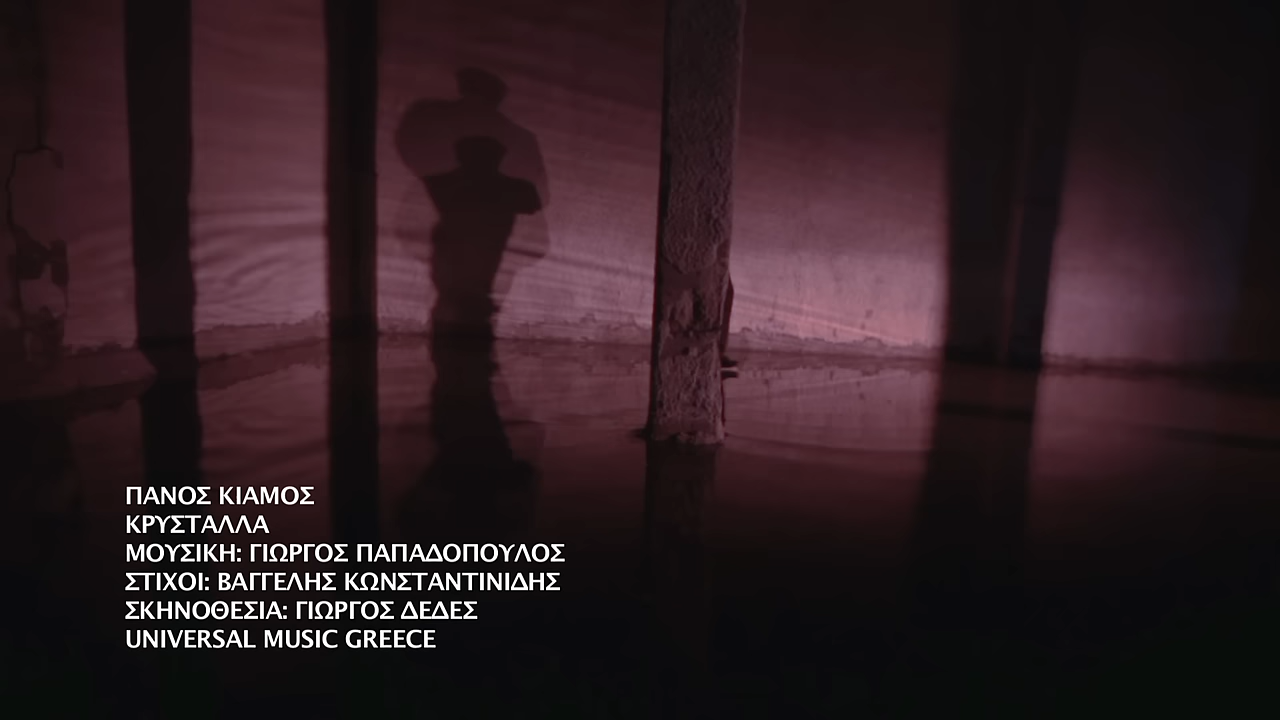 ΠΑΝΟΣ ΚΙΑΜΟΣ
ΚΡΥΣΤΑΛΛΑ
ΜΟΥΣΙΚΗ: ΓΙΩΡΓΟΣ ΠΑΠΑΔΟΠΟΥΛΟΣ
ΣΤΙΧΟΙ: ΒΑΓΓΕΛΗΣ ΚΩΝΣΤΑΝΤΙΝΙΔΗΣ
ΣΚΗΝΟΘΕΣΙΑ: ΓΙΩΡΓΟΣ ΔΕΔΕΣ
UNIVERSAL MUSIC GREECE